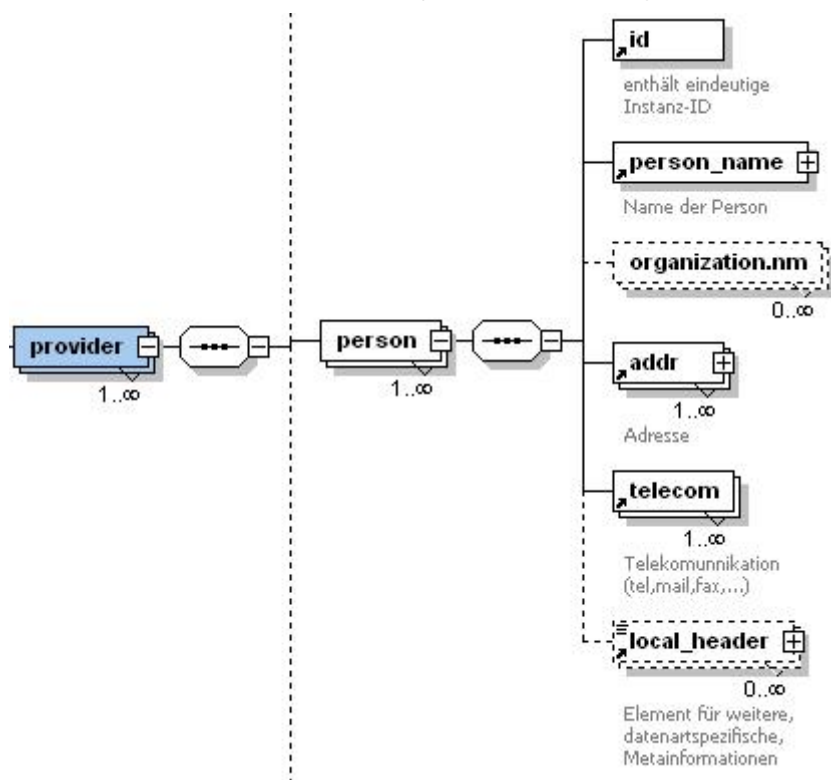 id
enthält eindeutige
Instanz-ID
person_name
Name der Person
organization.nm
0..∞
provider
1..∞
person
1..∞
addr
1..∞
Adresse
telecom
1..∞
Telekomunnikation
(tel,mail,fax,...)
local_header
0..∞
Element für weitere,
datenartspezifische,
Metainformationen